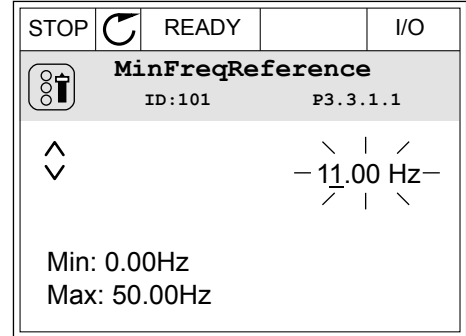 STOP READY I/O
MinFreqReference
ID:101 P3.3.1.1
11.00 Hz
Min: 0.00Hz
Max: 50.00Hz